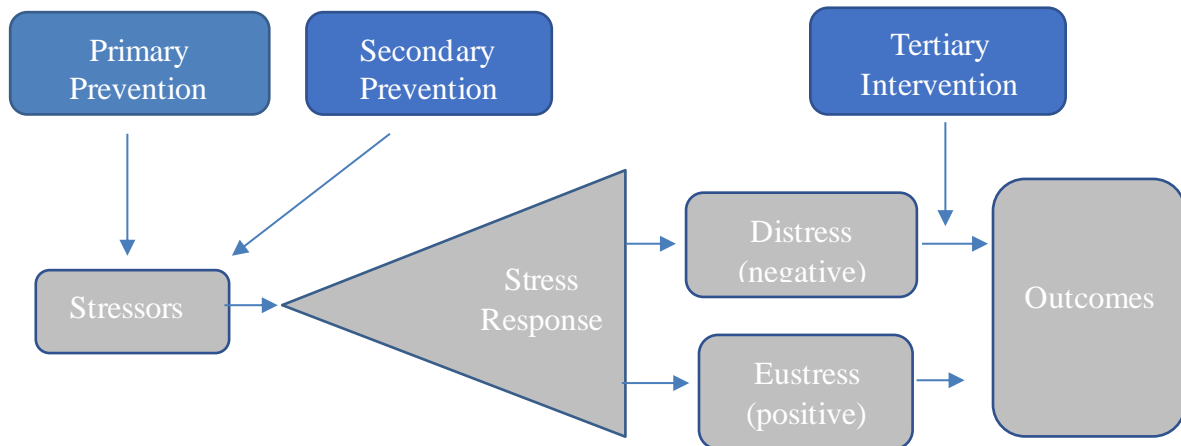 Primary
Prevention
Secondary
Prevention
Tertiary
Intervention
Stressors
Stress
Response
Distress
(negative)
Eustress
(positive)
Outcomes